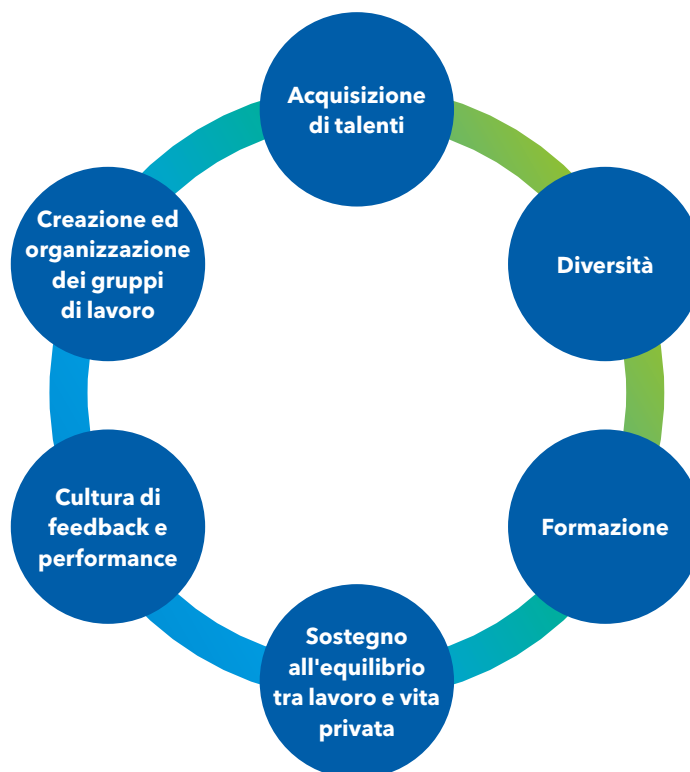 Acquisizione
di talenti
Diversità
Formazione
Sostegno
all'equilibrio
tra lavoro e vita
privata
Cultura di
feedback e
performance
Creazione ed
organizzazione
dei gruppi
di lavoro